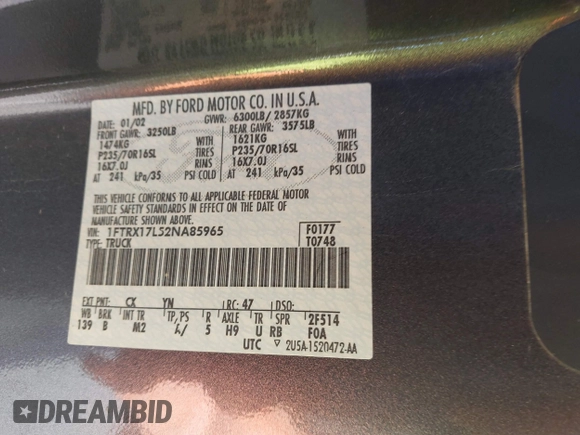 MFD. BY FORD MOTOR CO. IN U.S.A.
DATE: 01/02 GVWR: 6300LB/ 2857KG
FRONT GAWR: 3250LB REAR GAWR: 3575LB
1474KG 1621KG
P235/70R16SL TIRES P235/70R16SL TIRES
16X7.0J RIMS 16X7.0J RIMS
AT 241 kPa/35 PSI COLD AT 241 kPa/35 PSI COLD
THIS VEHICLE CONFORMS TO ALL APPLICABLE FEDERAL MOTOR
VEHICLE SAFETY STANDARDS IN EFFECT ON THE DATE OF
MANUFACTURE SHOWN ABOVE.
VIN: 1FTRX17L52NA85965 F0177
TYPE: TRUCK T0748
EXT PNT: CX YN RC: 47 DSO:
WB BRK INT TR TP/PS R AXLE TR SPR 2F514
139 B M2 5 H9 U RB F0A
UTC 2U5A-1520472-AA
DREAMBID